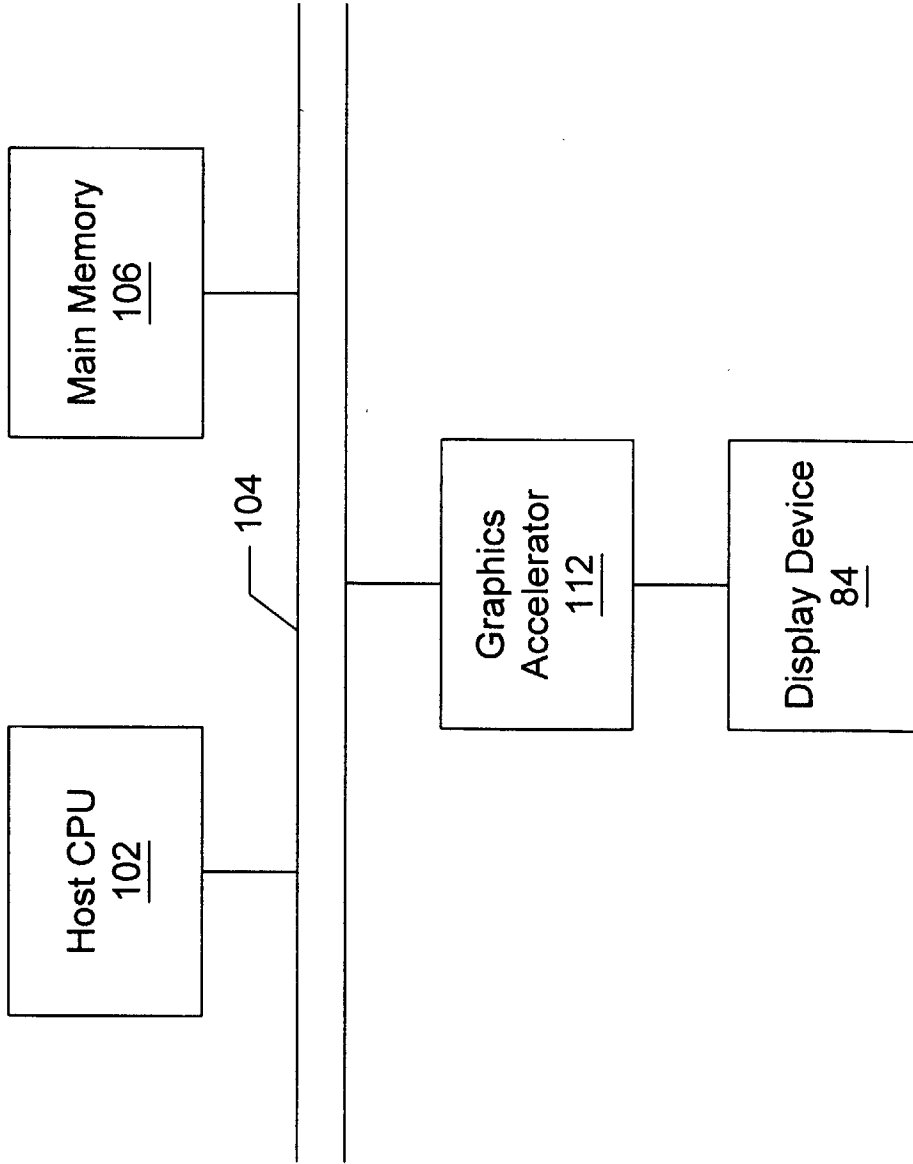 Host CPU
102
Main Memory
106
104
Graphics
Accelerator
112
Display Device
84